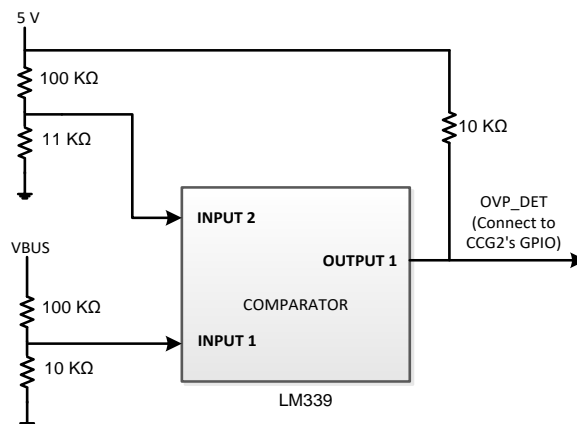 5 V
100 KΩ
11 KΩ
10 KΩ
INPUT 2
OVP_DET
(Connect to
CCG2's GPIO)
OUTPUT 1
VBUS
COMPARATOR
100 KΩ
INPUT 1
10 KΩ
LM339